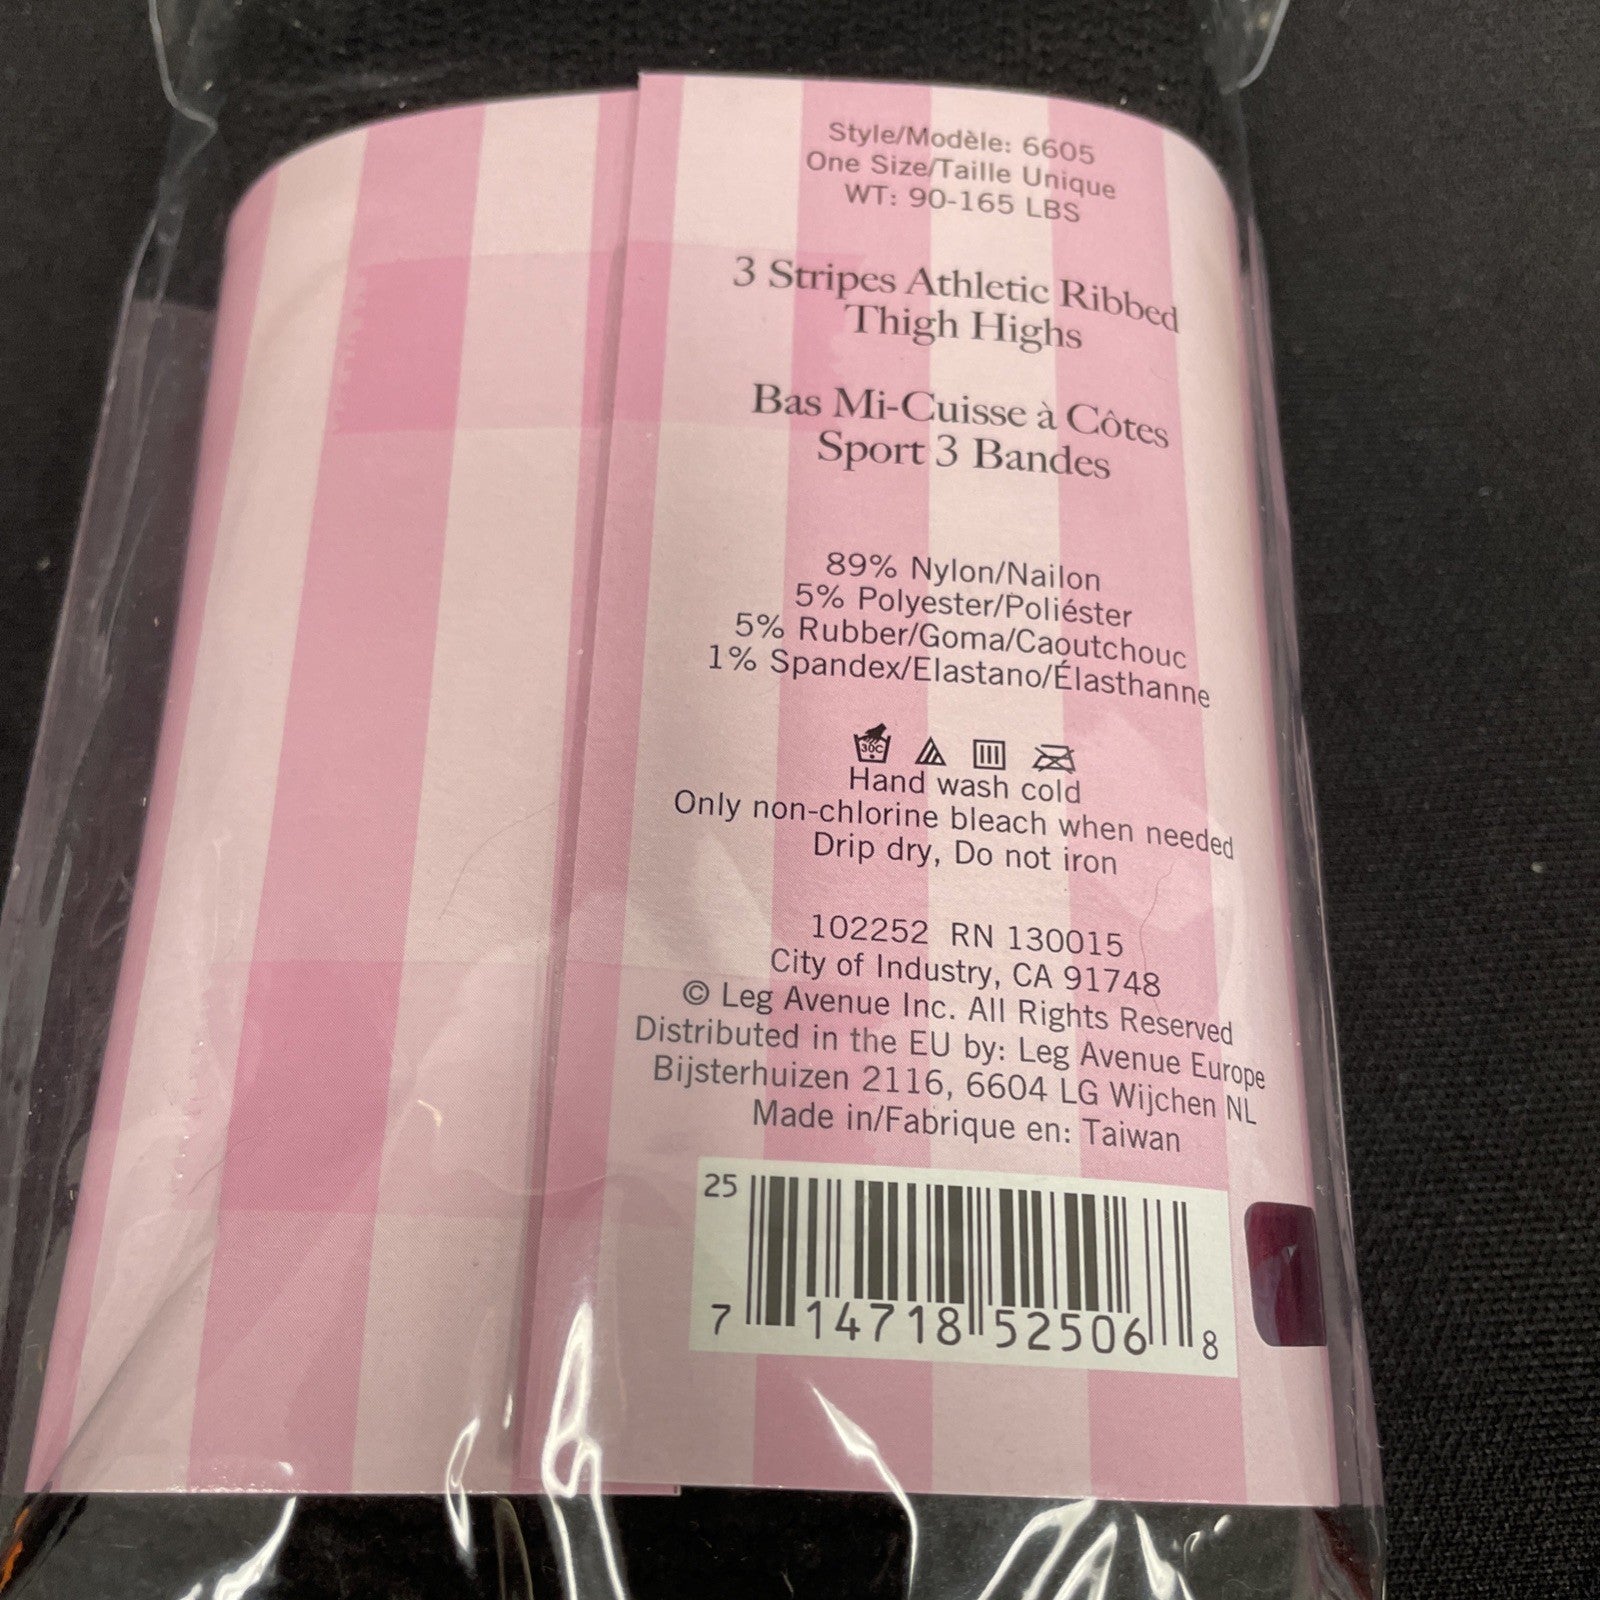 Style/Modèle: 6605
One Size/Taille Unique
WT: 90-165 LBS
3 Stripes Athletic Ribbed
Thigh Highs
Bas Mi-Cuisse à Côtes
Sport 3 Bandes
89% Nylon/Nailon
5% Polyester/Poliéster
5% Rubber/Goma/Caoutchouc
1% Spandex/Elastano/Élasthanne
30C
Hand wash cold
Only non-chlorine bleach when needed
Drip dry, Do not iron
102252 RN 130015
City of Industry, CA 91748
© Leg Avenue Inc. All Rights Reserved
Distributed in the EU by: Leg Avenue Europe
Bijsterhuizen 2116, 6604 LG Wijchen NL
Made in/Fabrique en: Taiwan
25
7 14718 52506 8